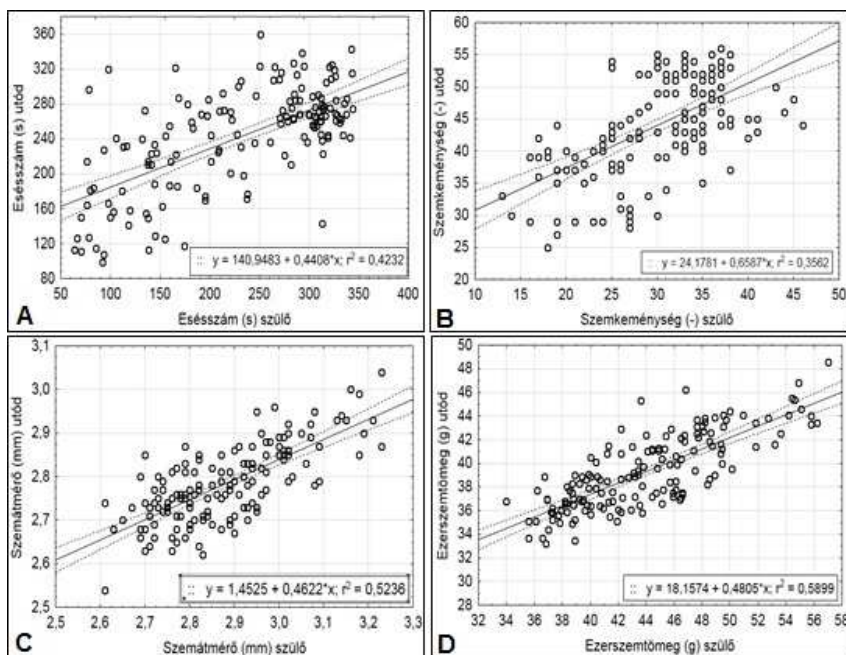 Esésszám (s) utód
360
320
280
240
200
160
120
80
50 100 150 200 250 300 350 400
:: y = 140,9483 + 0,4408*x; r² = 0,4232
A
Esésszám (s) szülő
Szemkeménység (-) utód
60
55
50
45
40
35
30
25
20
10 15 20 25 30 35 40 45 50
:: y = 24,1781 + 0,6587*x; r² = 0,3562
B
Szemkeménység (-) szülő
Szemátmérő (mm) utód
3,1
3,0
2,9
2,8
2,7
2,6
2,5
2,5 2,6 2,7 2,8 2,9 3,0 3,1 3,2 3,3
:: y = 1,4525 + 0,4622*x; r² = 0,5236
C
Szemátmérő (mm) szülő
Ezerszemtömeg (g) utód
50
48
46
44
42
40
38
36
34
32
30
28
32 34 36 38 40 42 44 46 48 50 52 54 56 58
:: y = 18,1574 + 0,4805*x; r² = 0,5899
D
Ezerszemtömeg (g) szülő